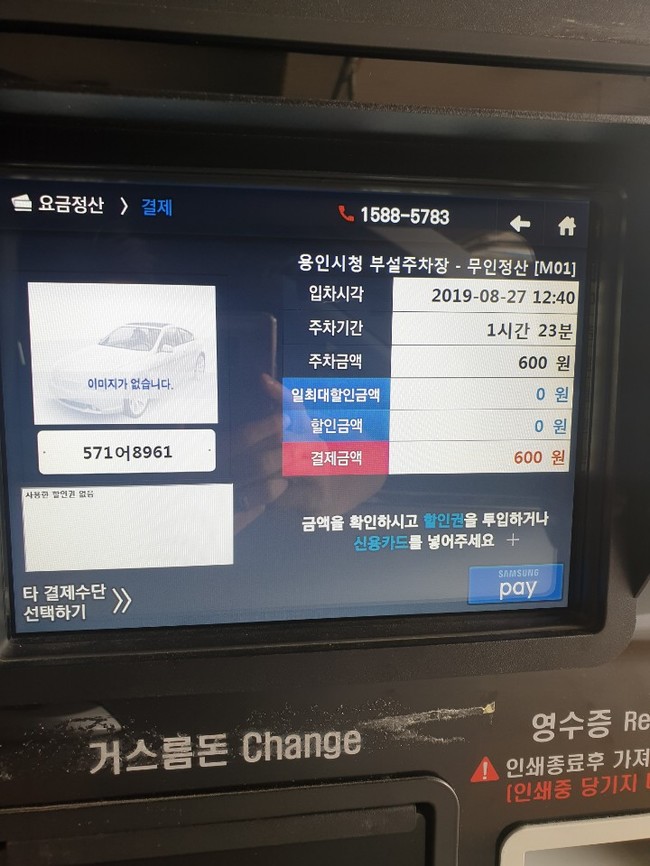 요금정산 > 결제
1588-5783
용인시청 부설주차장 - 무인정산 [M01]
입차시각 2019-08-27 12:40
주차기간 1시간 23분
주차금액 600 원
일최대할인금액 0 원
할인금액 0 원
결제금액 600 원
이미지가 없습니다.
571어8961
사용한 할인권 없음
금액을 확인하시고 할인권을 투입하거나
신용카드를 넣어주세요
타 결제수단
선택하기
SAMSUNG
pay
거스름돈 Change
영수증 Re
인쇄종료후 가져
[인쇄중 당기지